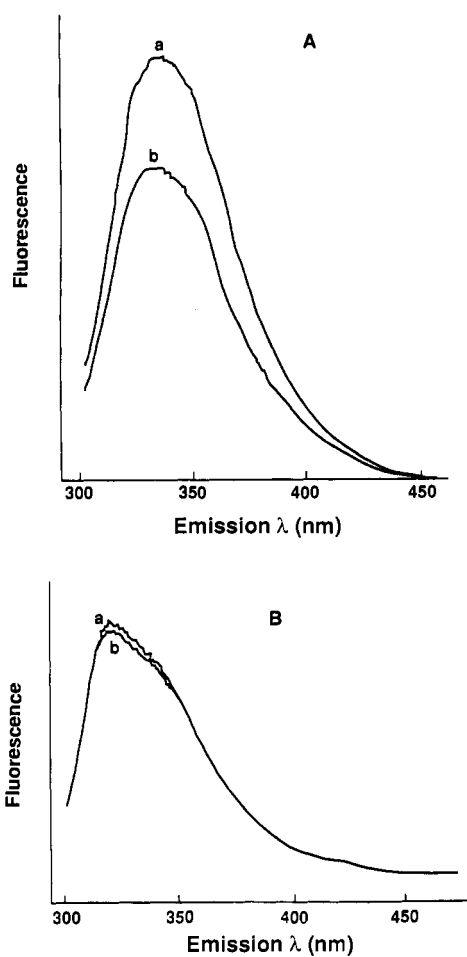 A
a
b
Fluorescence
300 350 400 450
Emission λ (nm)
B
a
b
Fluorescence
300 350 400 450
Emission λ (nm)